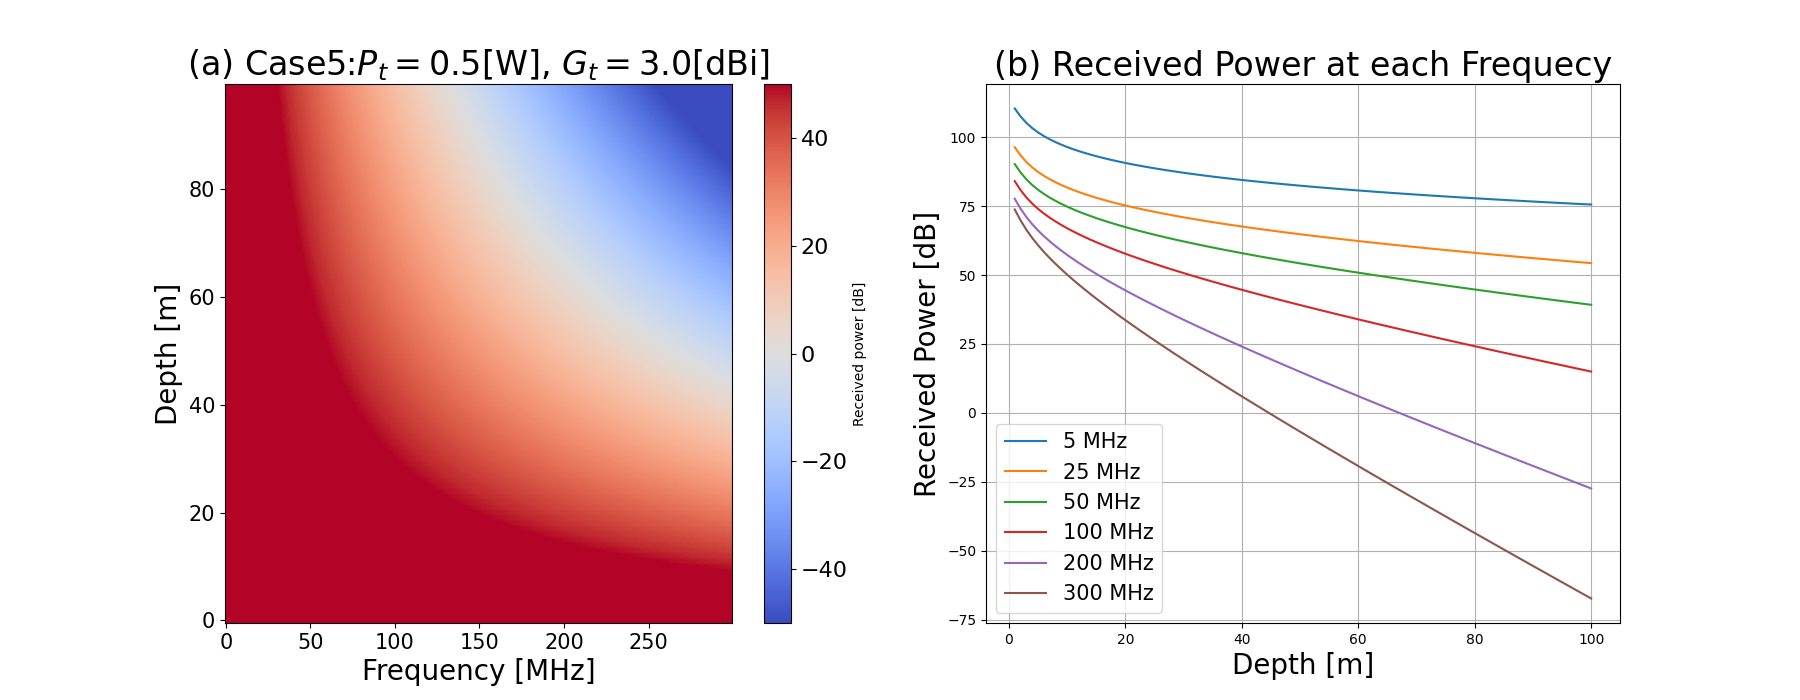 (a) Case5:P_t = 0.5[W], G_t = 3.0[dBi]
Depth [m]
80
60
40
20
0
0 50 100 150 200 250
Frequency [MHz]
40
20
0
−20
−40
Received power [dB]
(b) Received Power at each Frequecy
Received Power [dB]
100
75
50
25
0
−25
−50
−75
5 MHz
25 MHz
50 MHz
100 MHz
200 MHz
300 MHz
0 20 40 60 80 100
Depth [m]